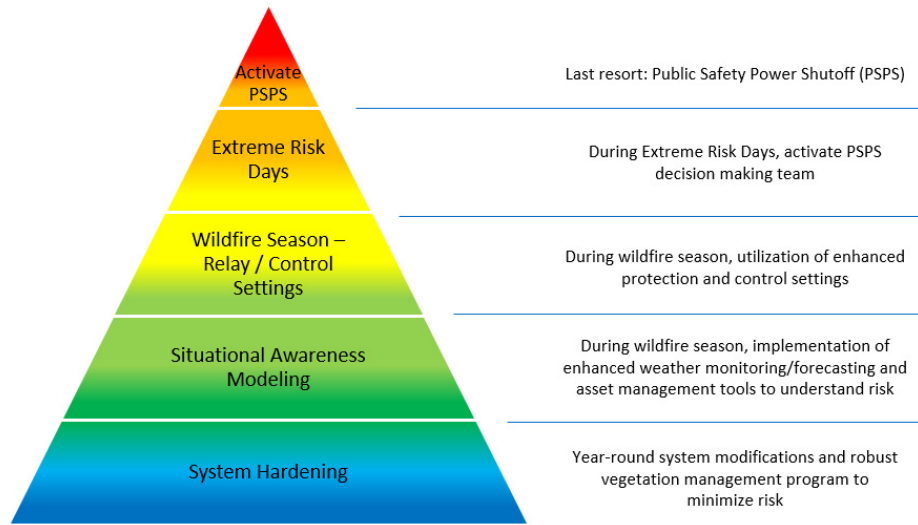 Activate
PSPS
Last resort: Public Safety Power Shutoff (PSPS)
Extreme Risk
Days
During Extreme Risk Days, activate PSPS
decision making team
Wildfire Season –
Relay / Control
Settings
During wildfire season, utilization of enhanced
protection and control settings
Situational Awareness
Modeling
During wildfire season, implementation of
enhanced weather monitoring/forecasting and
asset management tools to understand risk
System Hardening
Year-round system modifications and robust
vegetation management program to
minimize risk